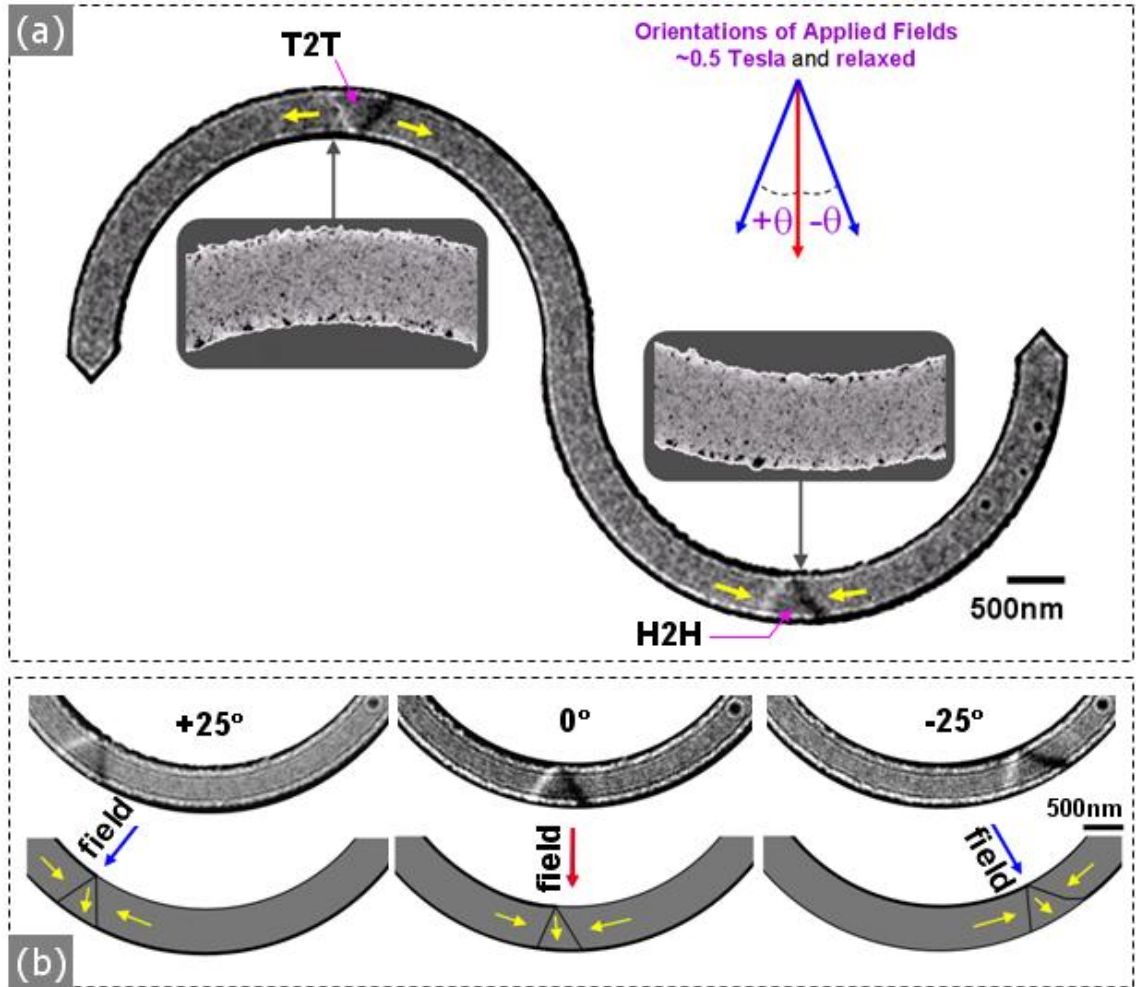 (a)
T2T
Orientations of Applied Fields
~0.5 Tesla and relaxed
+θ -θ
500nm
H2H
+25°
0°
-25°
500nm
field
field
field
(b)